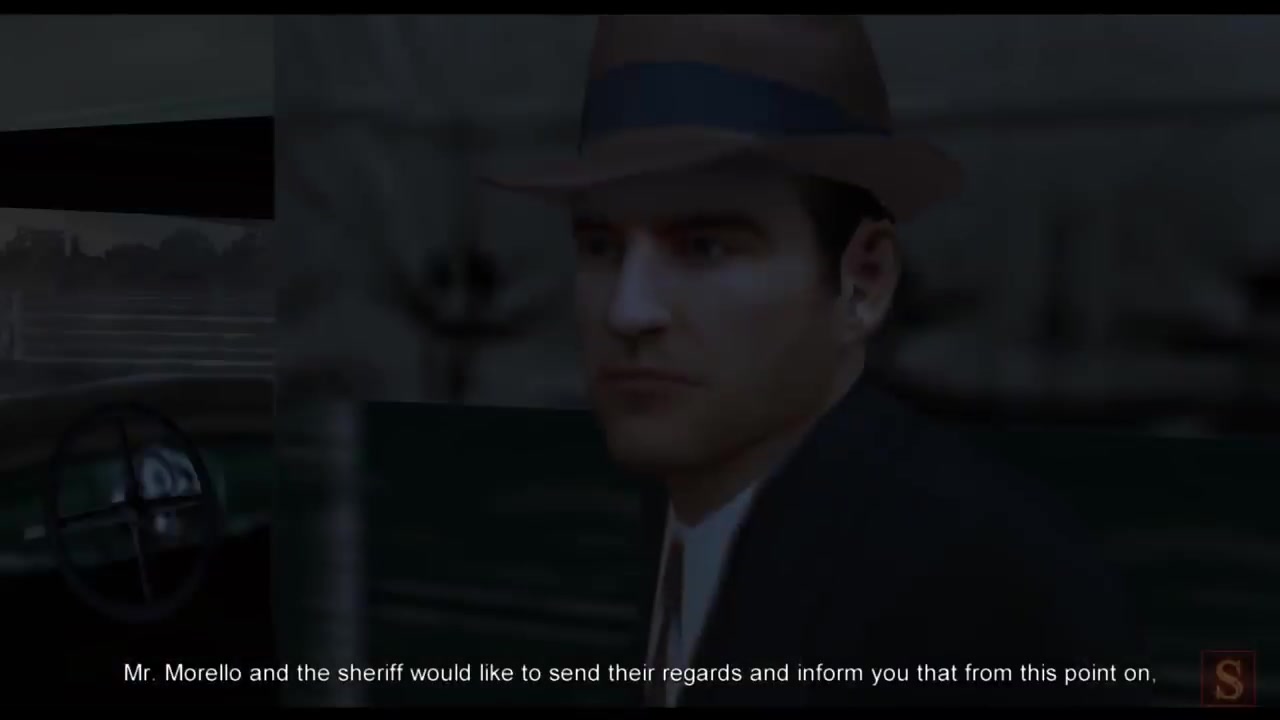 Mr. Morello and the sheriff would like to send their regards and inform you that from this point on,
S